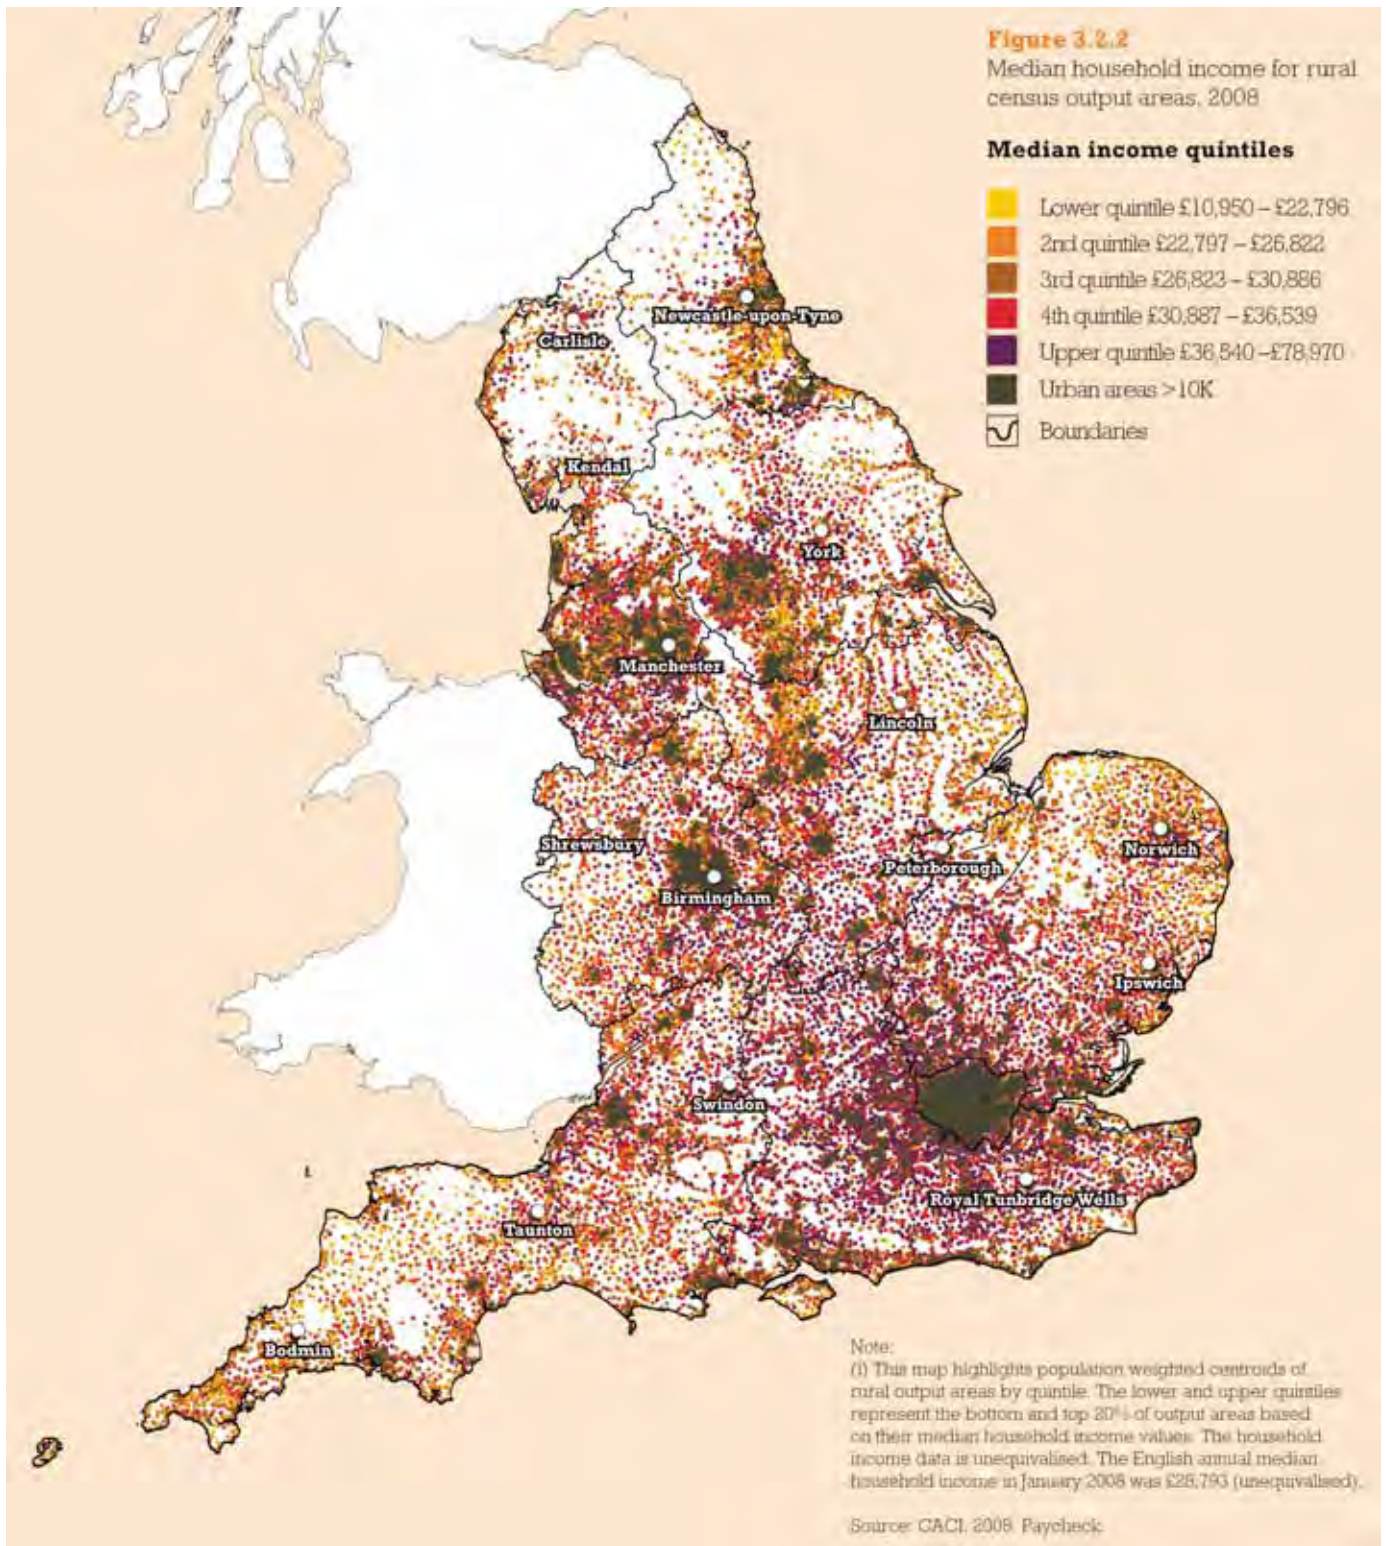 Figure 3.2.2
Median household income for rural
census output areas, 2008
Median income quintiles
Lower quintile £10,950 – £22,796
2nd quintile £22,797 – £26,822
3rd quintile £26,823 – £30,886
4th quintile £30,887 – £36,539
Upper quintile £36,540 –£78,970
Urban areas >10K
Boundaries
Newcastle-upon-Tyne
Carlisle
Kendal
York
Manchester
Lincoln
Shrewsbury
Norwich
Peterborough
Birmingham
Ipswich
Swindon
Royal Tunbridge Wells
Taunton
Bodmin
Note:
(i) This map highlights population weighted centroids of
rural output areas by quintile. The lower and upper quintiles
represent the bottom and top 20% of output areas based
on their median household income values. The household
income data is unequivalised. The English annual median
household income in January 2008 was £28,793 (unequivalised).
Source: CACI, 2008. Paycheck